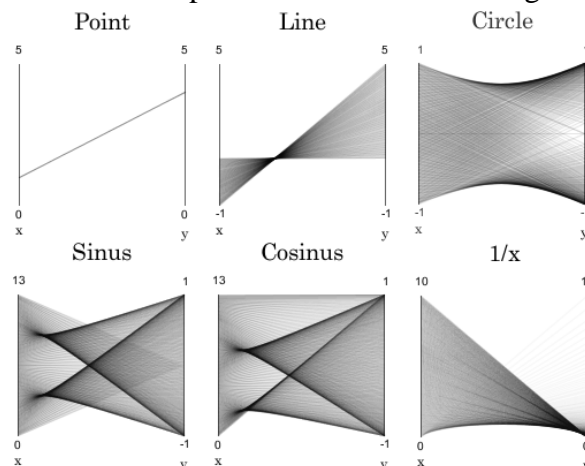 Point Line Circle
5 5 5 5 1
0 0 -1 -1 -1
x y x y x y
Sinus Cosinus 1/x
13 1 13 1 10
0 -1 0 -1 0
x y x y x